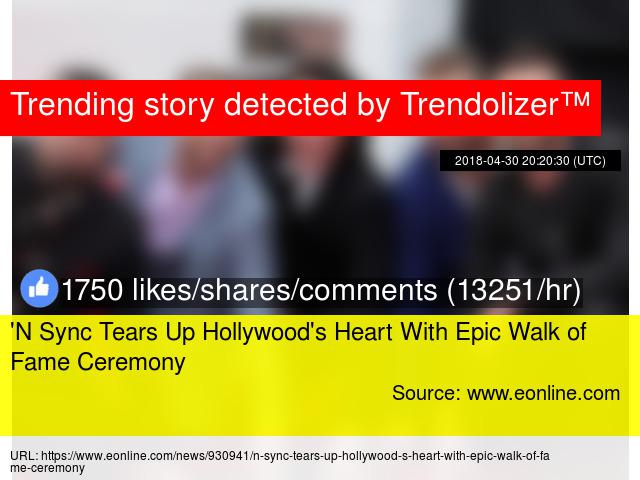 Trending story detected by Trendolizer™
2018-04-30 20:20:30 (UTC)
1750 likes/shares/comments (13251/hr)
'N Sync Tears Up Hollywood's Heart With Epic Walk of
Fame Ceremony
Source: www.eonline.com
URL: https://www.eonline.com/news/930941/n-sync-tears-up-hollywood-s-heart-with-epic-walk-of-fa
me-ceremony